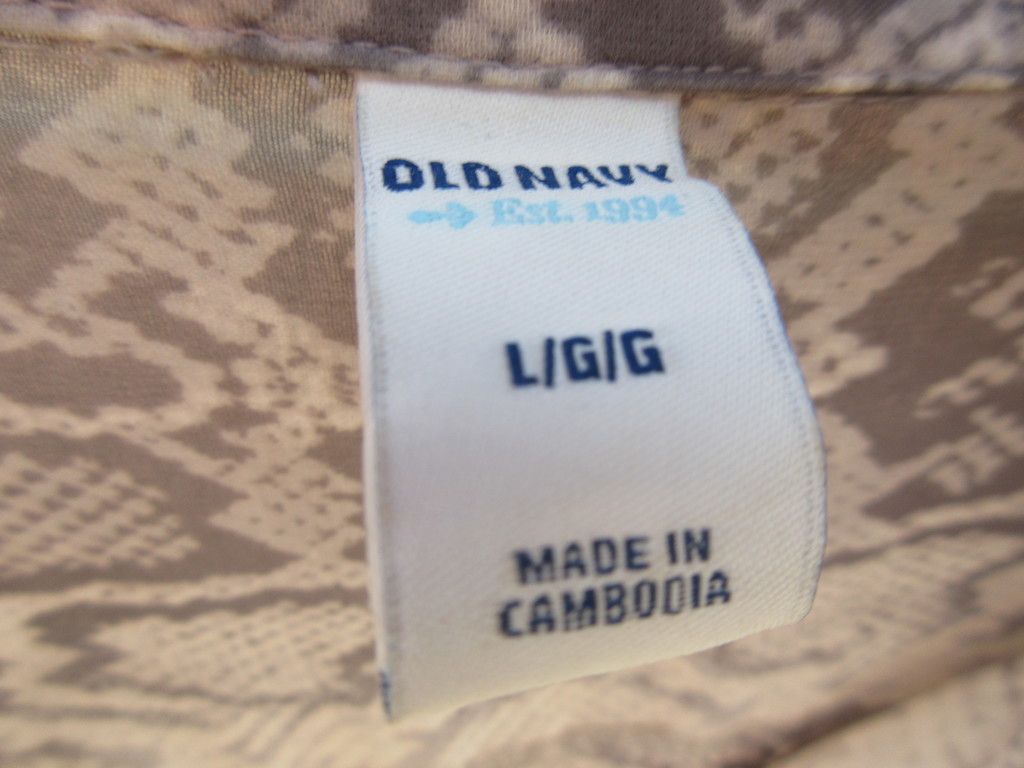 OLD NAVY
Est. 1994
L/G/G
MADE IN
CAMBODIA